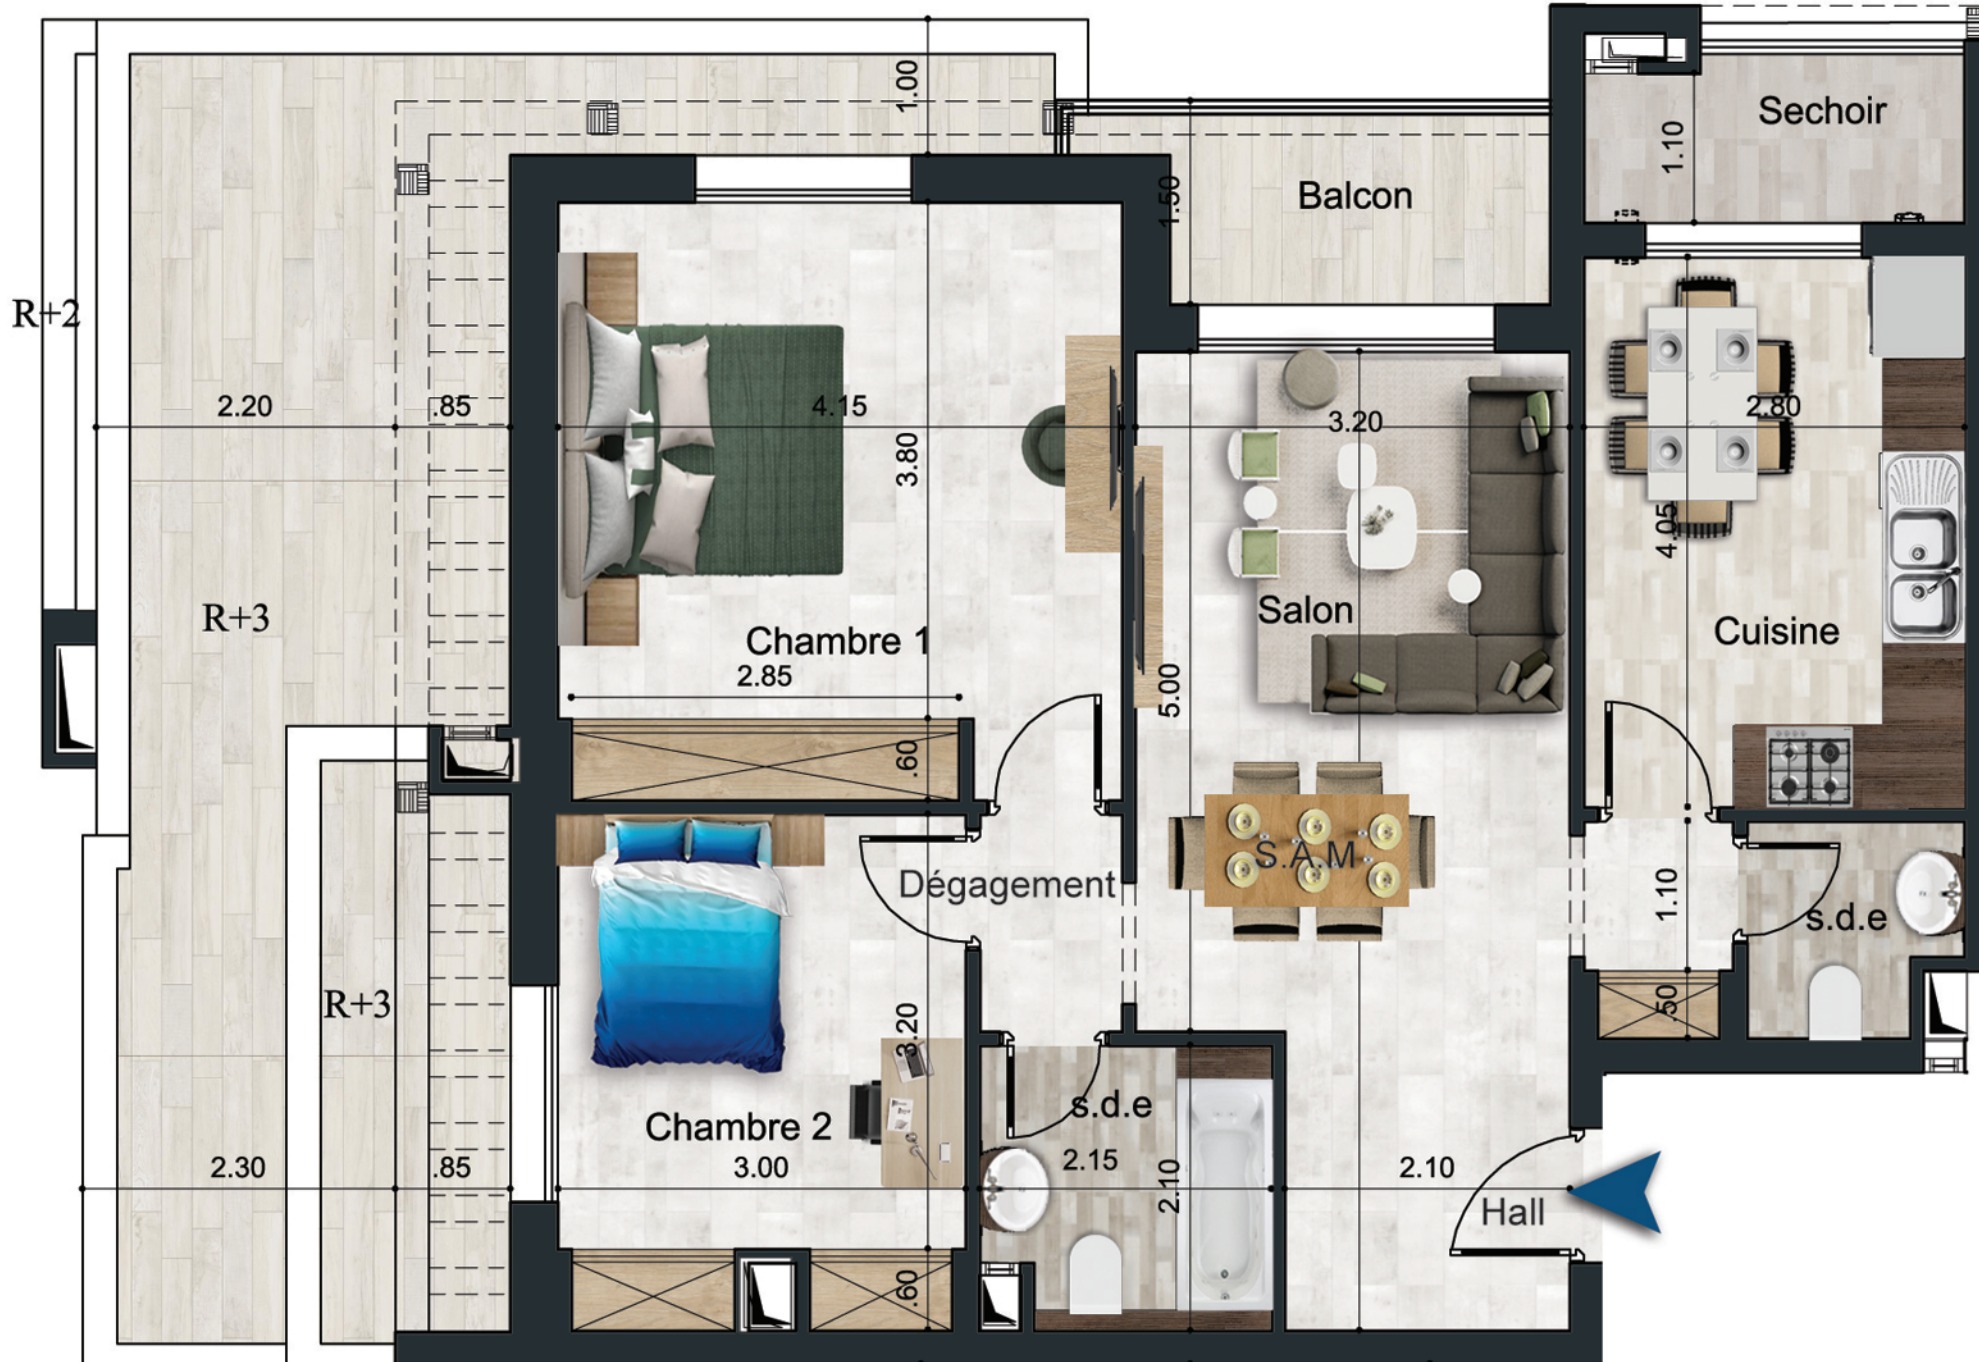 1.00
Sechoir
1.10
Balcon
1.50
R+2
2.20
.85
4.15
3.80
3.20
2.80
4.05
R+3
Salon
Cuisine
Chambre 1
2.85
5.00
.60
S.A.M
Dégagement
1.10
s.d.e
R+3
.50
3.20
Chambre 2
3.00
s.d.e
2.15
2.10
2.30
.85
2.10
Hall
.60